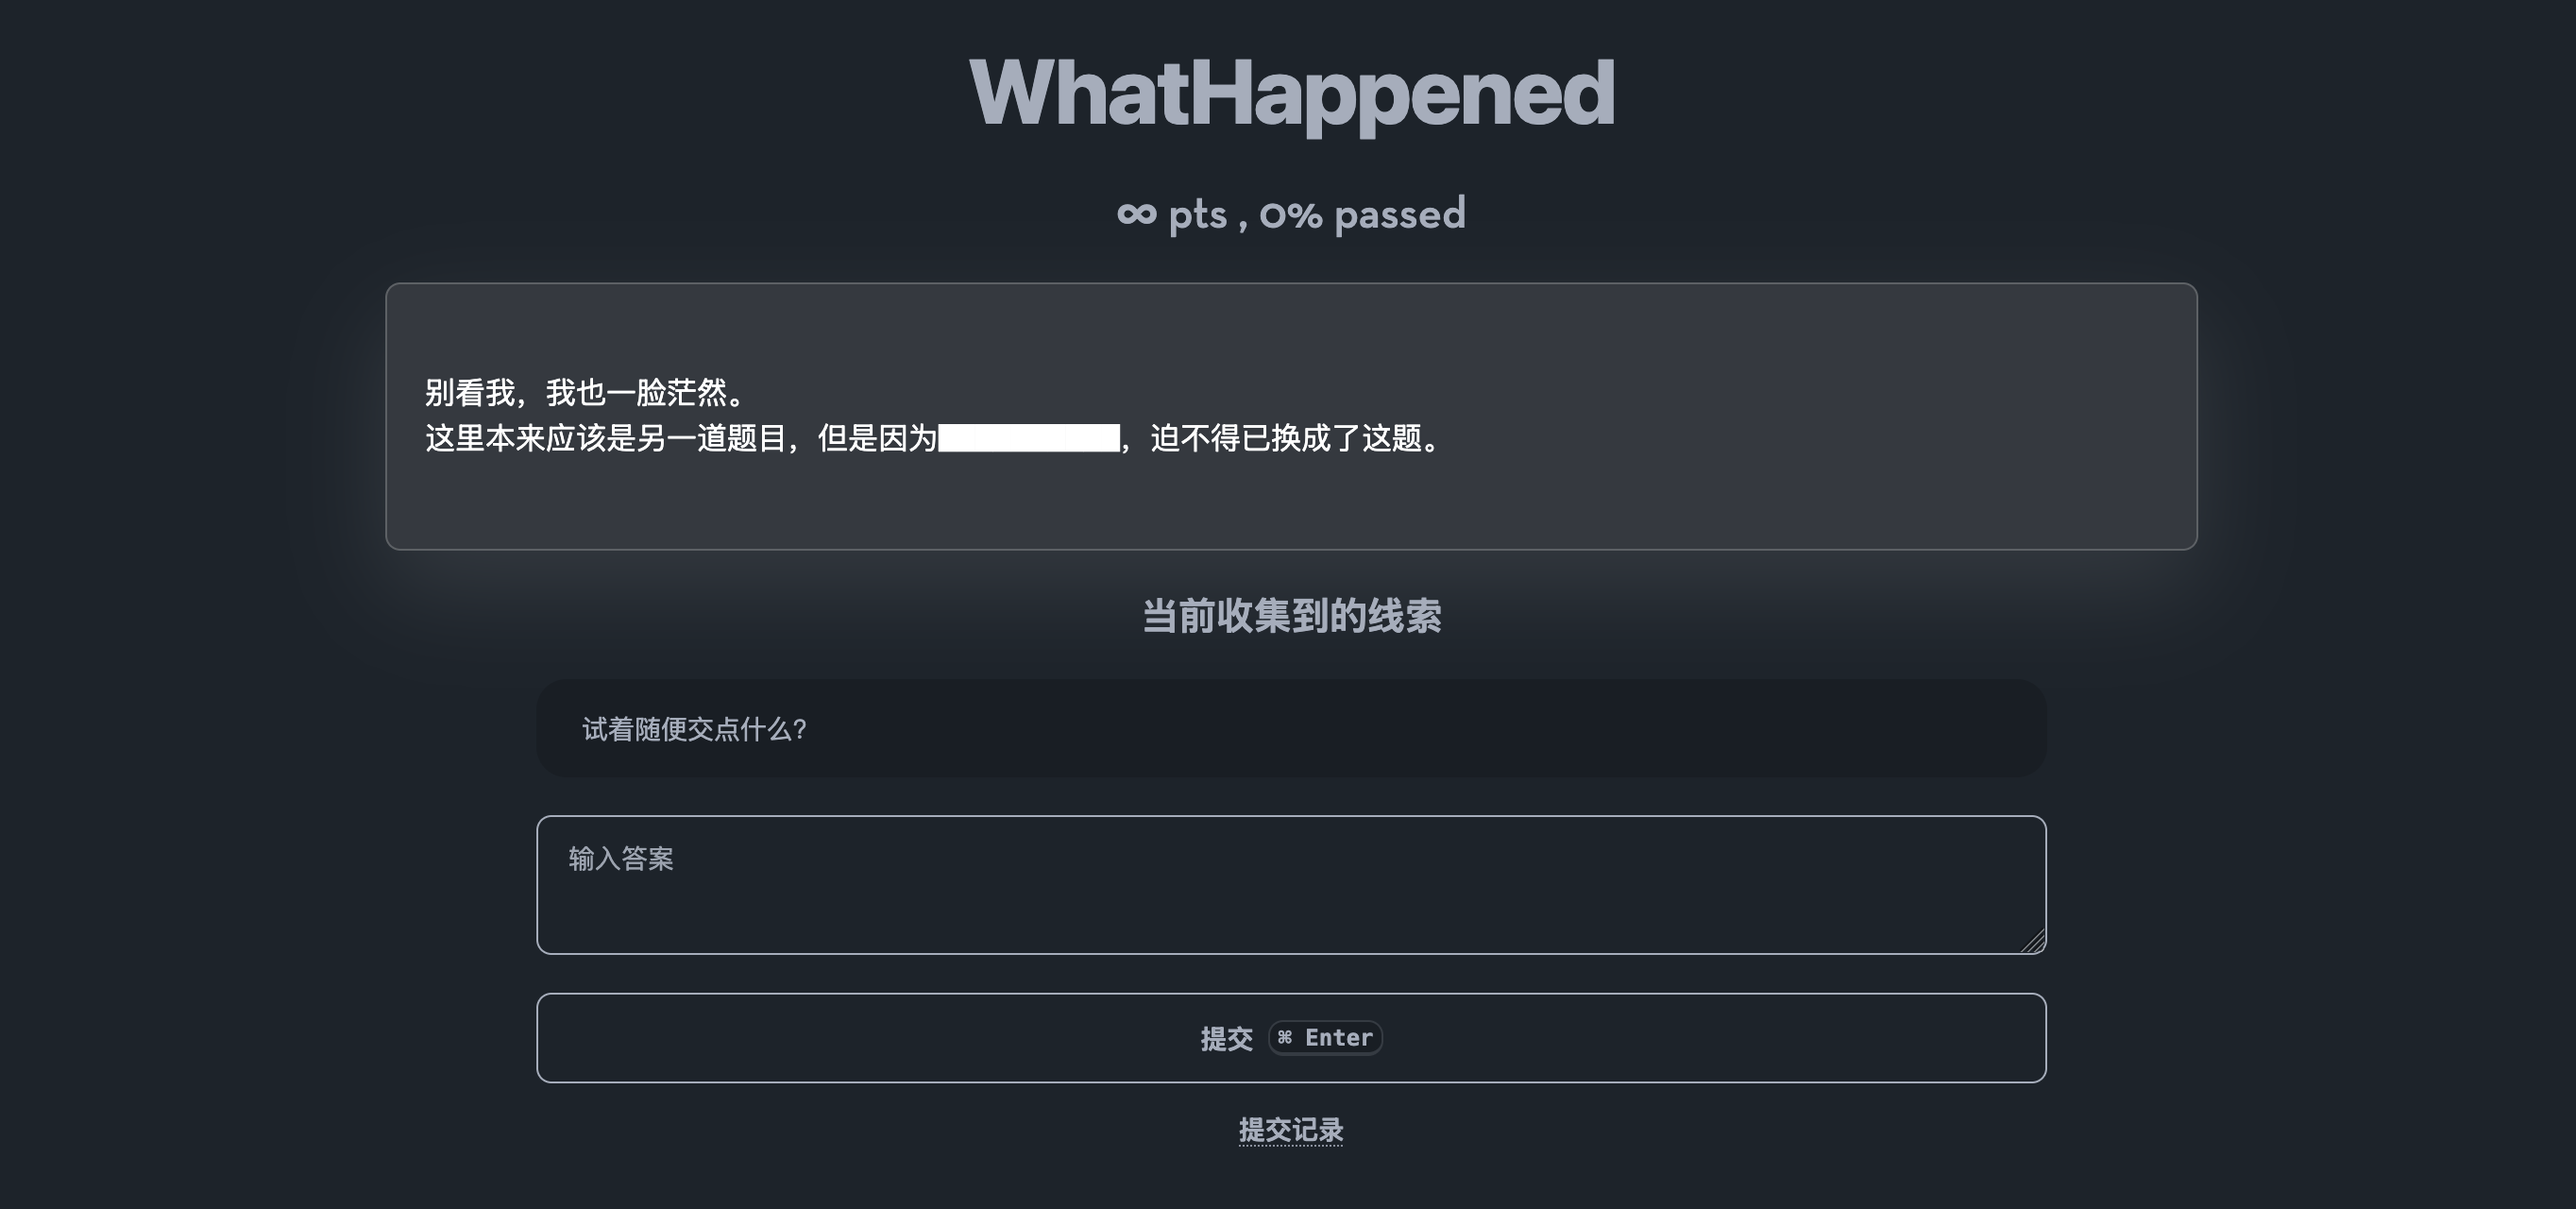 WhatHappened
∞ pts , 0% passed
别看我，我也一脸茫然。
这里本来应该是另一道题目，但是因为██████，迫不得已换成了这题。
当前收集到的线索
试着随便交点什么？
输入答案
提交 ⌘ Enter
提交记录